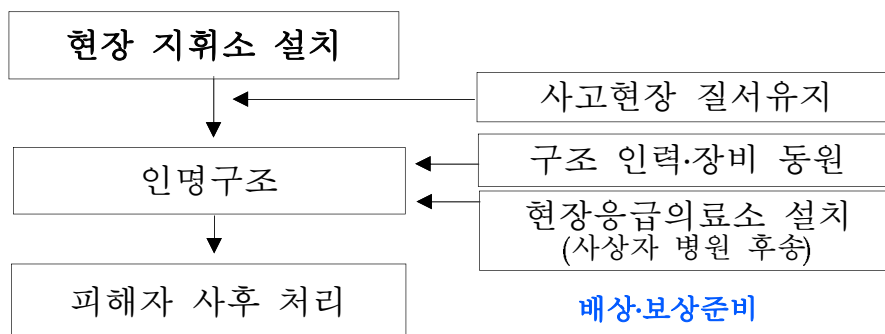 현장 지휘소 설치
사고현장 질서유지
인명구조
구조 인력·장비 동원
현장응급의료소 설치
(사상자 병원 후송)
피해자 사후 처리
배상·보상준비